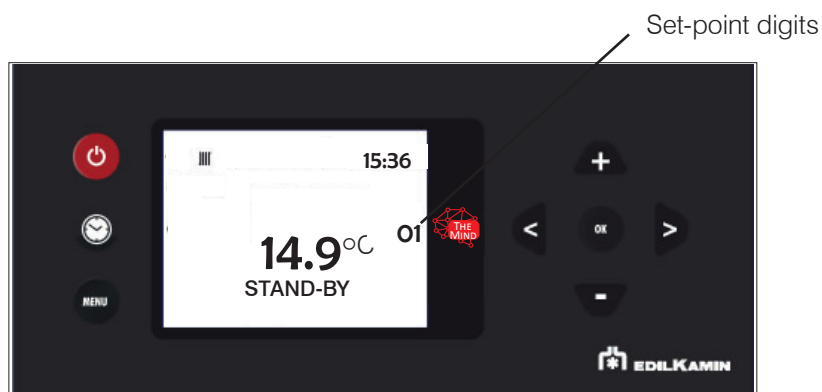 Set-point digits
15:36
01
THE
MIND
14.9°C
STAND-BY
MENU
+
<
OK
>
-
EDILKAMIN